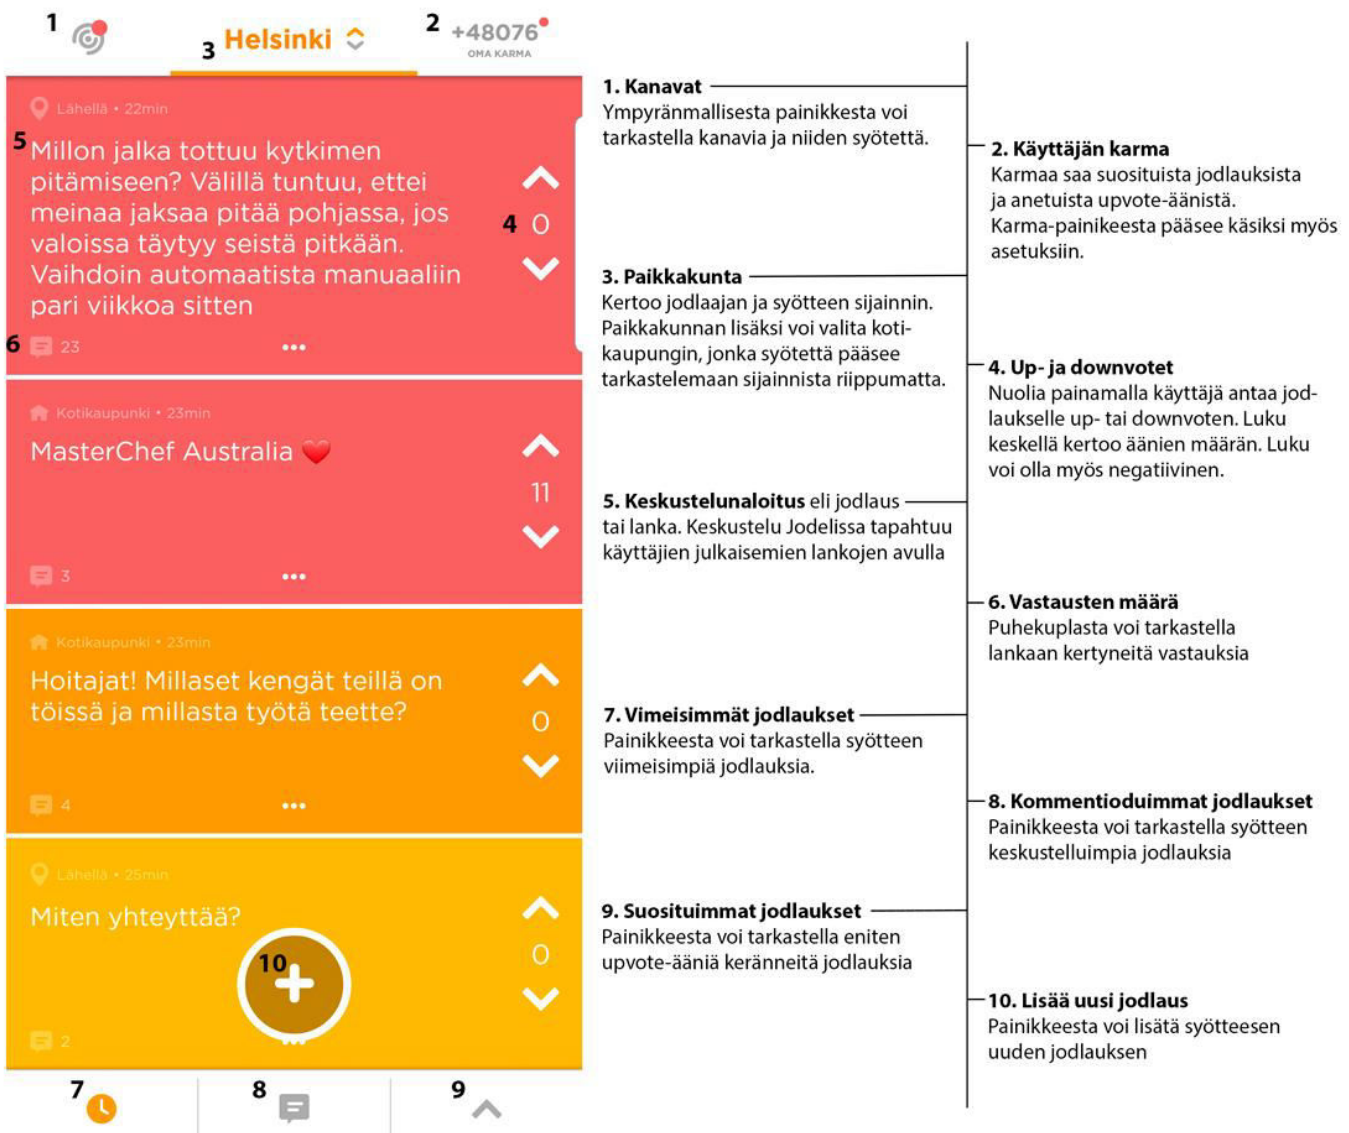 1
3 Helsinki
2 +48076
OMA KARMA
Lähellä • 22min
5 Millon jalka tottuu kytkimen
pitämiseen? Välillä tuntuu, ettei
meinaa jaksaa pitää pohjassa, jos
valoissa täytyy seistä pitkään.
Vaihdoin automaatista manuaaliin
pari viikkoa sitten
4 0
6 23
Kotikaupunki • 23min
MasterChef Australia ❤️
11
3
Kotikaupunki • 23min
Hoitajat! Millaset kengät teillä on
töissä ja millasta työtä teette?
0
4
Lähellä • 25min
Miten yhteyttää?
0
10 +
2
7
8
9
1. Kanavat
Ympyränmallisesta painikkesta voi
tarkastella kanavia ja niiden syötettä.
2. Käyttäjän karma
Karmaa saa suosituista jodlauksista
ja anetuista upvote-äänistä.
Karma-painikeesta pääsee käsiksi myös
asetuksiin.
3. Paikkakunta
Kertoo jodlaajan ja syötteen sijainnin.
Paikkakunnan lisäksi voi valita koti-
kaupungin, jonka syötettä pääsee
tarkastelemaan sijainnista riippumatta.
4. Up- ja downvotet
Nuolia painamalla käyttäjä antaa jod-
laukselle up- tai downvoten. Luku
keskellä kertoo äänien määrän. Luku
voi olla myös negatiivinen.
5. Keskustelunaloitus eli jodlaus
tai lanka. Keskustelu Jodelissa tapahtuu
käyttäjien julkaisemien lankojen avulla
6. Vastausten määrä
Puhekuplasta voi tarkastella
lankaan kertyneitä vastauksia
7. Vimeisimmät jodlaukset
Painikkeesta voi tarkastella syötteen
viimeisimpiä jodlauksia.
8. Kommentioduimmat jodlaukset
Painikkeesta voi tarkastella syötteen
keskustelluimpia jodlauksia
9. Suosituimmat jodlaukset
Painikkeesta voi tarkastella eniten
upvote-ääniä keränneitä jodlauksia
10. Lisää uusi jodlaus
Painikkeesta voi lisätä syötteesen
uuden jodlauksen